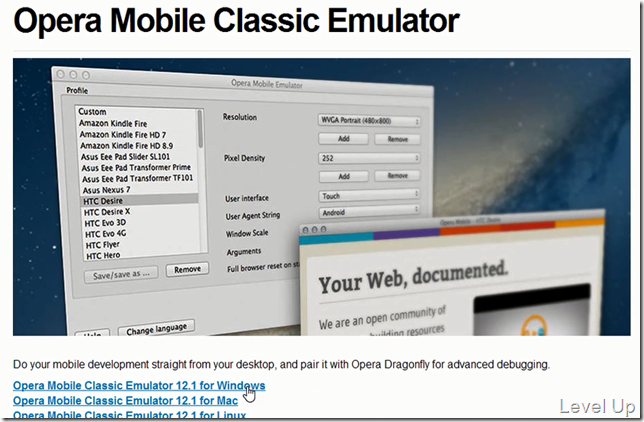 Opera Mobile Classic Emulator
Opera Mobile Emulator
Profile
Custom
Amazon Kindle Fire
Amazon Kindle Fire HD 7
Amazon Kindle Fire HD 8.9
Asus Eee Pad Slider SL101
Asus Eee Pad Transformer Prime
Asus Eee Pad Transformer TF101
Asus Nexus 7
HTC Desire
HTC Desire X
HTC Evo 3D
HTC Evo 4G
HTC Flyer
HTC Hero
Save/save as ...
Remove
Help
Change language
Resolution
WVGA Portrait (480x800)
Add
Remove
Pixel Density
252
Add
Remove
User interface
Touch
User Agent String
Android
Window Scale
Arguments
Full browser reset on st
Opera Mobile - HTC Desire
Your Web, documented.
We are an open community of
building resources
Do your mobile development straight from your desktop, and pair it with Opera Dragonfly for advanced debugging.
Opera Mobile Classic Emulator 12.1 for Windows
Opera Mobile Classic Emulator 12.1 for Mac
Opera Mobile Classic Emulator 12.1 for Linux
Level Up